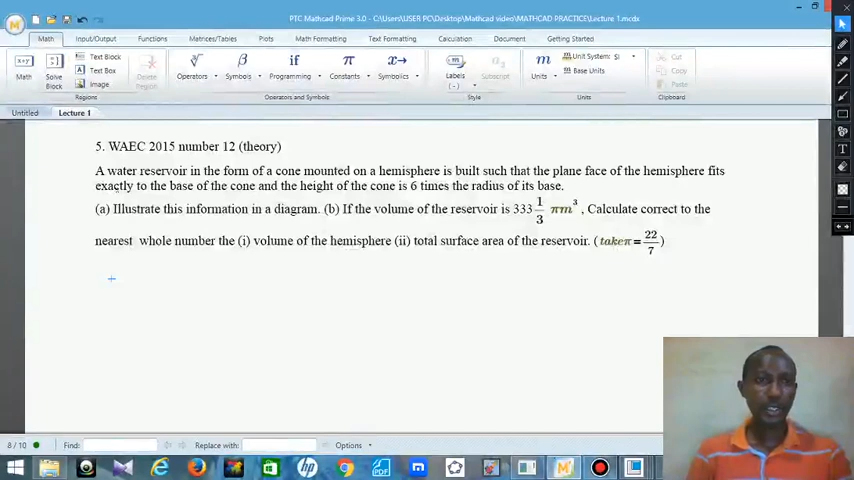 PTC Mathcad Prime 3.0 - C:\Users\USER PC\Desktop\Mathcad video\MATHCAD PRACTICE\Lecture 1.mcdx
Math Input/Output Functions Matrices/Tables Plots Math Formatting Text Formatting Calculation Document Getting Started
Math
Solve Block
Text Block
Text Box
Image
Delete Region
Operators
Symbols
Programming
Constants
Symbolics
Labels
(-)
Subscript
Units
Unit System: SI
Base Units
Cut
Copy
Paste
Regions
Operators and Symbols
Style
Units
Clipboard
Untitled Lecture 1
5. WAEC 2015 number 12 (theory)
A water reservoir in the form of a cone mounted on a hemisphere is built such that the plane face of the hemisphere fits
exactly to the base of the cone and the height of the cone is 6 times the radius of its base.
(a) Illustrate this information in a diagram. (b) If the volume of the reservoir is 333 1/3 πm³ , Calculate correct to the
nearest whole number the (i) volume of the hemisphere (ii) total surface area of the reservoir. ( takeπ = 22/7 )
8 / 10 Find: Replace with: Options